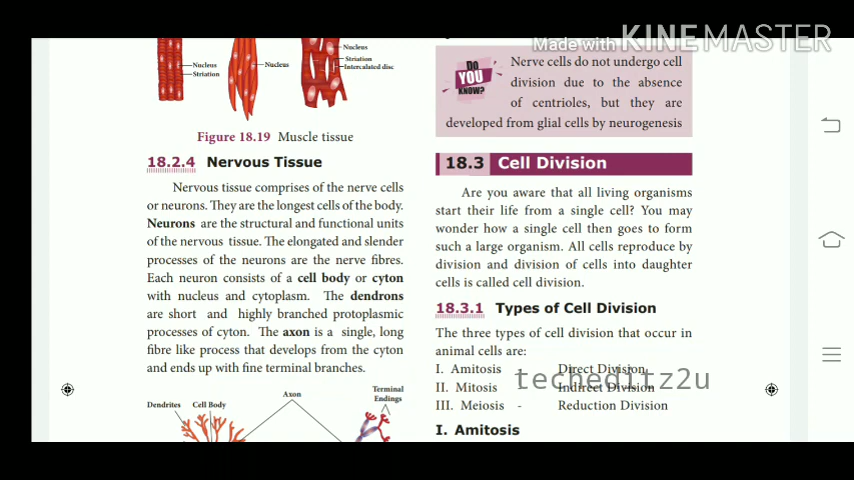 Made with KINEMASTER
Nucleus
Striation
Nucleus
Nucleus
Striation
Intercalated disc
Figure 18.19 Muscle tissue
18.2.4 Nervous Tissue
Nervous tissue comprises of the nerve cells
or neurons. They are the longest cells of the body.
Neurons are the structural and functional units
of the nervous tissue. The elongated and slender
processes of the neurons are the nerve fibres.
Each neuron consists of a cell body or cyton
with nucleus and cytoplasm. The dendrons
are short and highly branched protoplasmic
processes of cyton. The axon is a single, long
fibre like process that develops from the cyton
and ends up with fine terminal branches.
Dendrites
Cell Body
Axon
Terminal
Endings
DO
YOU
KNOW?
Nerve cells do not undergo cell
division due to the absence
of centrioles, but they are
developed from glial cells by neurogenesis
18.3 Cell Division
Are you aware that all living organisms
start their life from a single cell? You may
wonder how a single cell then goes to form
such a large organism. All cells reproduce by
division and division of cells into daughter
cells is called cell division.
18.3.1 Types of Cell Division
The three types of cell division that occur in
animal cells are:
I. Amitosis - Direct Division
II. Mitosis - Indirect Division
III. Meiosis - Reduction Division
techeditz2u
I. Amitosis